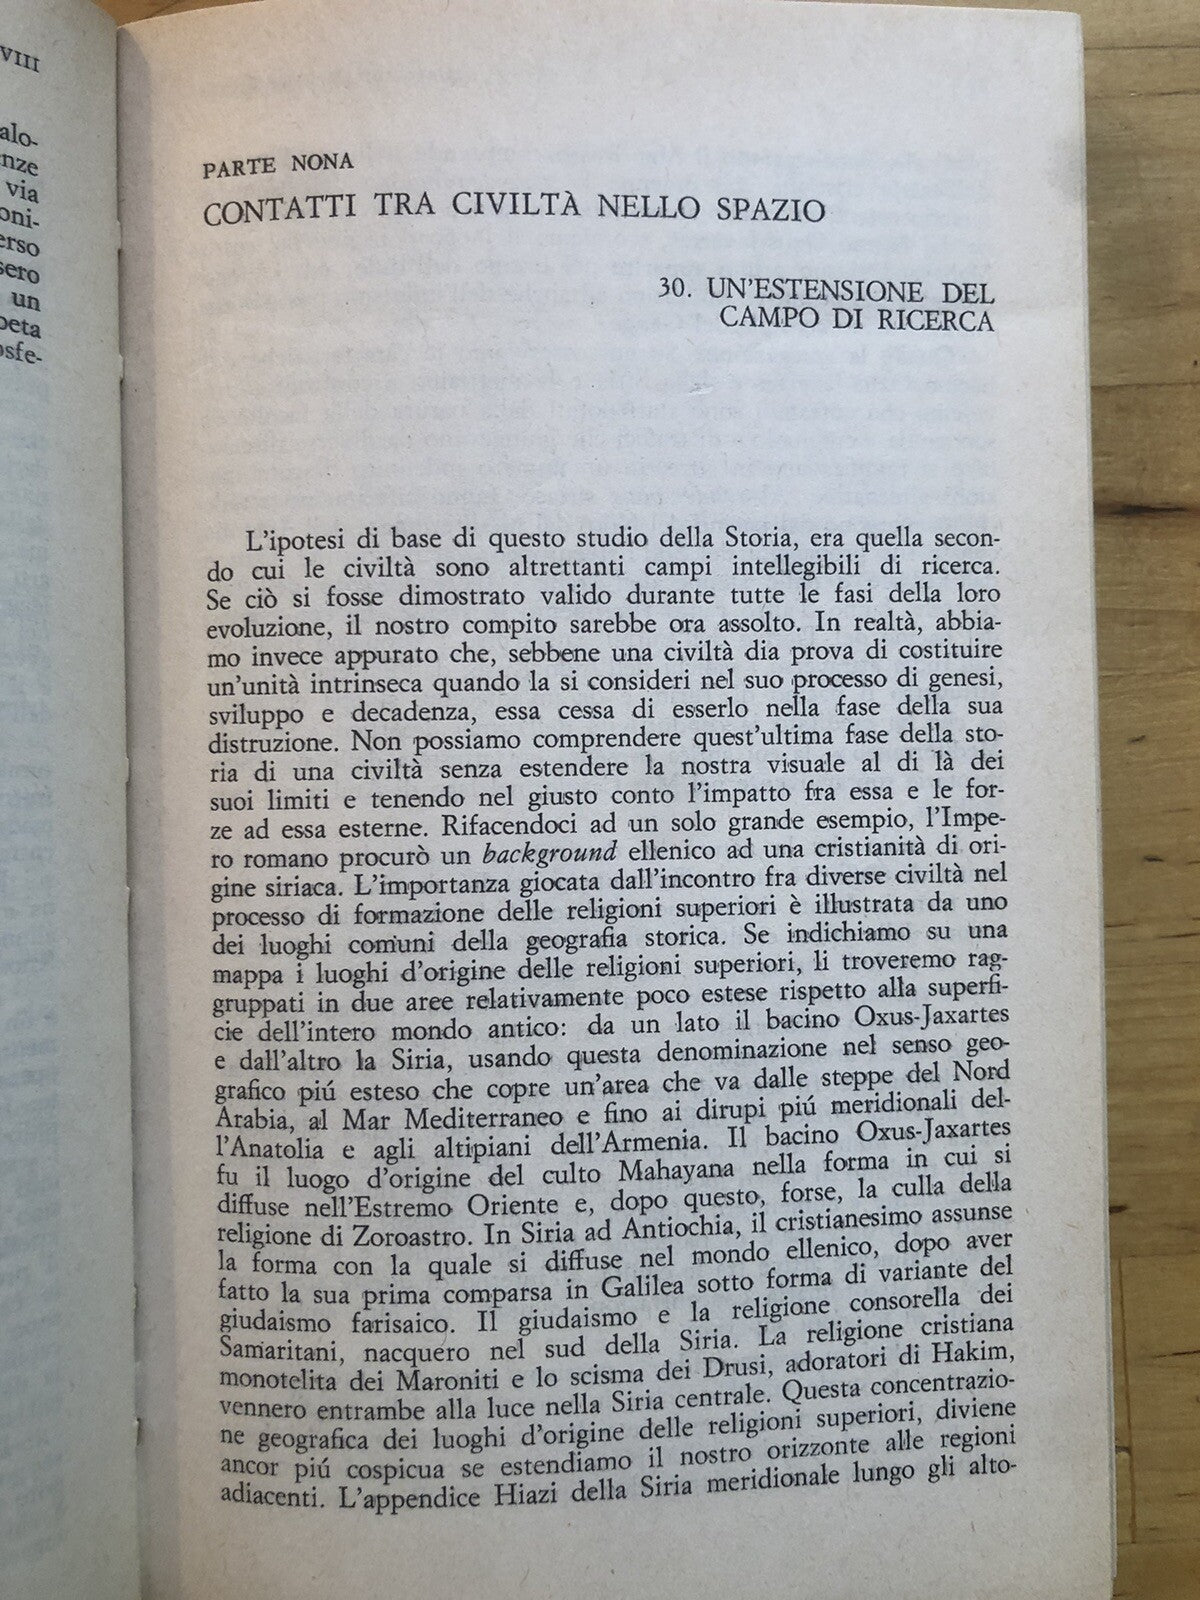 VIII
alo-
nze
via
oni-
erso
sero
un
peta
osfe-
PARTE NONA
CONTATTI TRA CIVILTÀ NELLO SPAZIO
30. UN'ESTENSIONE DEL
CAMPO DI RICERCA
L'ipotesi di base di questo studio della Storia, era quella secon-
do cui le civiltà sono altrettanti campi intellegibili di ricerca.
Se ciò si fosse dimostrato valido durante tutte le fasi della loro
evoluzione, il nostro compito sarebbe ora assolto. In realtà, abbia-
mo invece appurato che, sebbene una civiltà dia prova di costituire
un'unità intrinseca quando la si consideri nel suo processo di genesi,
sviluppo e decadenza, essa cessa di esserlo nella fase della sua
distruzione. Non possiamo comprendere quest'ultima fase della sto-
ria di una civiltà senza estendere la nostra visuale al di là dei
suoi limiti e tenendo nel giusto conto l'impatto fra essa e le for-
ze ad essa esterne. Rifacendoci ad un solo grande esempio, l'Impe-
ro romano procurò un background ellenico ad una cristianità di ori-
gine siriaca. L'importanza giocata dall'incontro fra diverse civiltà nel
processo di formazione delle religioni superiori è illustrata da uno
dei luoghi comuni della geografia storica. Se indichiamo su una
mappa i luoghi d'origine delle religioni superiori, li troveremo rag-
gruppati in due aree relativamente poco estese rispetto alla superfi-
cie dell'intero mondo antico: da un lato il bacino Oxus-Jaxartes
e dall'altro la Siria, usando questa denominazione nel senso geo-
grafico piú esteso che copre un'area che va dalle steppe del Nord
Arabia, al Mar Mediterraneo e fino ai dirupi piú meridionali del-
l'Anatolia e agli altipiani dell'Armenia. Il bacino Oxus-Jaxartes
fu il luogo d'origine del culto Mahayana nella forma in cui si
diffuse nell'Estremo Oriente e, dopo questo, forse, la culla della
religione di Zoroastro. In Siria ad Antiochia, il cristianesimo assunse
la forma con la quale si diffuse nel mondo ellenico, dopo aver
fatto la sua prima comparsa in Galilea sotto forma di variante del
giudaismo farisaico. Il giudaismo e la religione consorella dei
Samaritani, nacquero nel sud della Siria. La religione cristiana
monotelita dei Maroniti e lo scisma dei Drusi, adoratori di Hakim,
vennero entrambe alla luce nella Siria centrale. Questa concentrazio-
ne geografica dei luoghi d'origine delle religioni superiori, diviene
ancor piú cospicua se estendiamo il nostro orizzonte alle regioni
adiacenti. L'appendice Hiazi della Siria meridionale lungo gli alto-